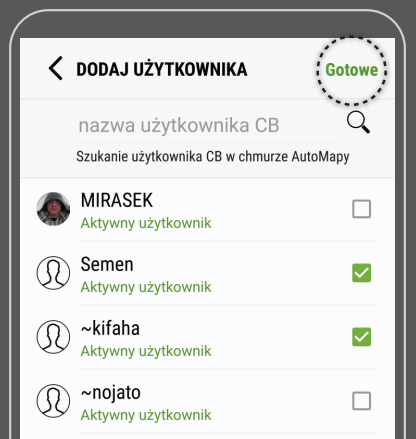 DODAJ UŻYTKOWNIKA
Gotowe
nazwa użytkownika CB
Szukanie użytkownika CB w chmurze AutoMapy
MIRASEK
Aktywny użytkownik
Semen
Aktywny użytkownik
~kifaha
Aktywny użytkownik
~nojato
Aktywny użytkownik